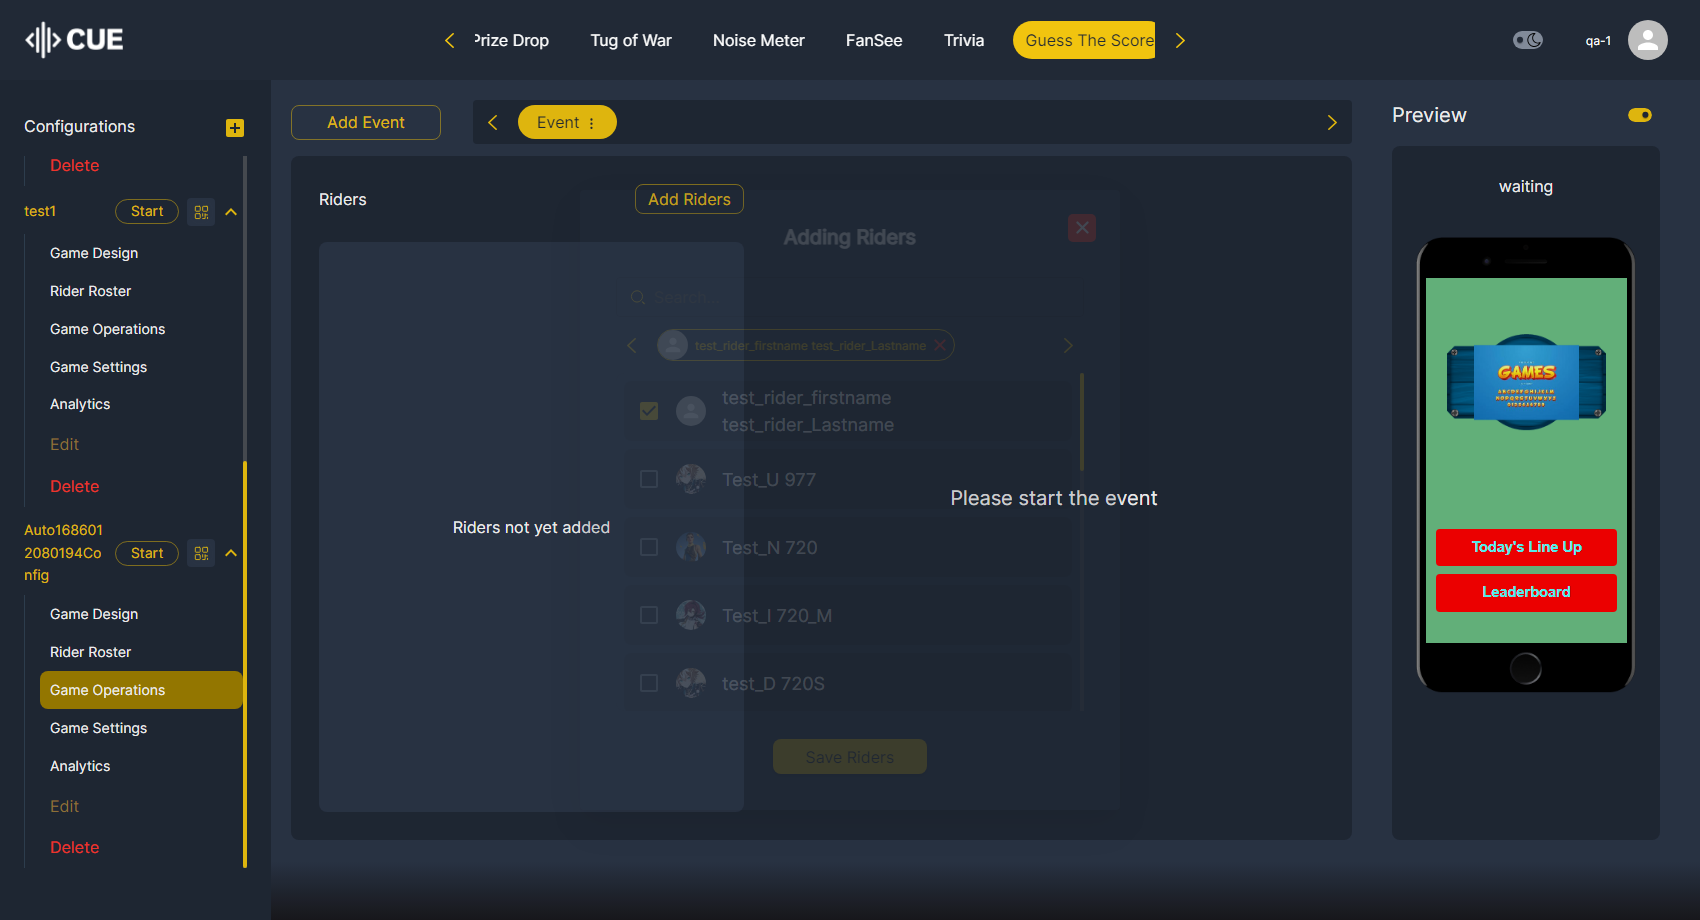 CUE
Prize Drop
Tug of War
Noise Meter
FanSee
Trivia
Guess The Score
qa-1
Configurations
Delete
test1
Start
Game Design
Rider Roster
Game Operations
Game Settings
Analytics
Edit
Delete
Auto168601
2080194Co
nfig
Start
Game Design
Rider Roster
Game Operations
Game Settings
Analytics
Edit
Delete
Add Event
Event
Riders
Add Riders
Riders not yet added
Adding Riders
Search...
test_rider_firstname test_rider_Lastname
test_rider_firstname
test_rider_Lastname
Test_U 977
Test_N 720
Test_I 720_M
test_D 720S
Save Riders
Please start the event
Preview
waiting
GAMES
Today's Line Up
Leaderboard